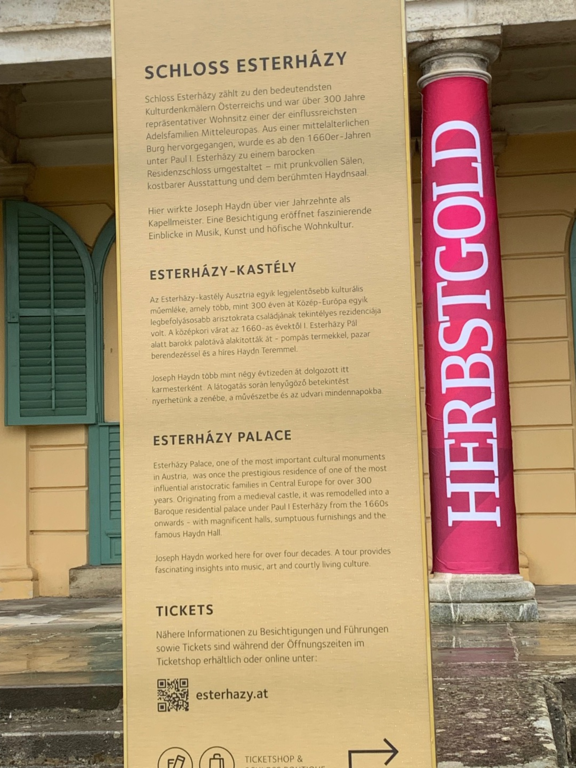 SCHLOSS ESTERHÁZY
Schloss Esterházy zählt zu den bedeutendsten
Kulturdenkmälern Österreichs und war über 300 Jahre
repräsentativer Wohnsitz einer der einflussreichsten
Adelsfamilien Mitteleuropas. Aus einer mittelalterlichen
Burg hervorgegangen, wurde es ab den 1660er-Jahren
unter Paul I. Esterházy zu einem barocken
Residenzschloss umgestaltet – mit prunkvollen Sälen,
kostbarer Ausstattung und dem berühmten Haydnsaal.
Hier wirkte Joseph Haydn über vier Jahrzehnte als
Kapellmeister. Eine Besichtigung eröffnet faszinierende
Einblicke in Musik, Kunst und höfische Wohnkultur.
ESTERHÁZY-KASTÉLY
Az Esterházy-kastély Ausztria egyik legjelentősebb kulturális
műemléke, amely több, mint 300 éven át Közép-Európa egyik
legbefolyásosabb arisztokrata családjának tekintélyes rezidenciája
volt. A középkori várat az 1660-as évektől I. Esterházy Pál
alatt barokk palotává alakították át – pompás termekkel, pazar
berendezéssel és a híres Haydn Teremmel.
Joseph Haydn több mint négy évtizeden át dolgozott itt
karmesterként. A látogatás során lenyűgöző betekintést
nyerhetünk a zenébe, a művészetbe és az udvari mindennapokba.
ESTERHÁZY PALACE
Esterházy Palace, one of the most important cultural monuments
in Austria, was once the prestigious residence of one of the most
influential aristocratic families in Central Europe for over 300
years. Originating from a medieval castle, it was remodelled into a
Baroque residential palace under Paul I Esterházy from the 1660s
onwards - with magnificent halls, sumptuous furnishings and the
famous Haydn Hall.
Joseph Haydn worked here for over four decades. A tour provides
fascinating insights into music, art and courtly living culture.
TICKETS
Nähere Informationen zu Besichtigungen und Führungen
sowie Tickets sind während der Öffnungszeiten im
Ticketshop erhältlich oder online unter:
esterhazy.at
TICKETSHOP &
HERBSTGOLD